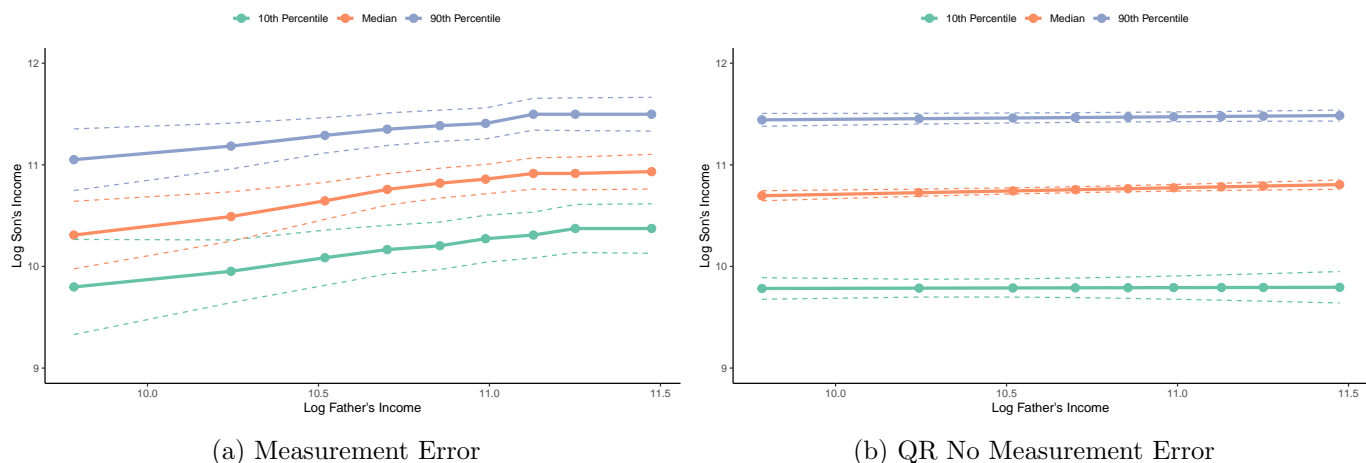 10th Percentile Median 90th Percentile
12
11
10
9
Log Son's Income
10.0 10.5 11.0 11.5
Log Father's Income
(a) Measurement Error
10th Percentile Median 90th Percentile
12
11
10
9
Log Son's Income
10.0 10.5 11.0 11.5
Log Father's Income
(b) QR No Measurement Error